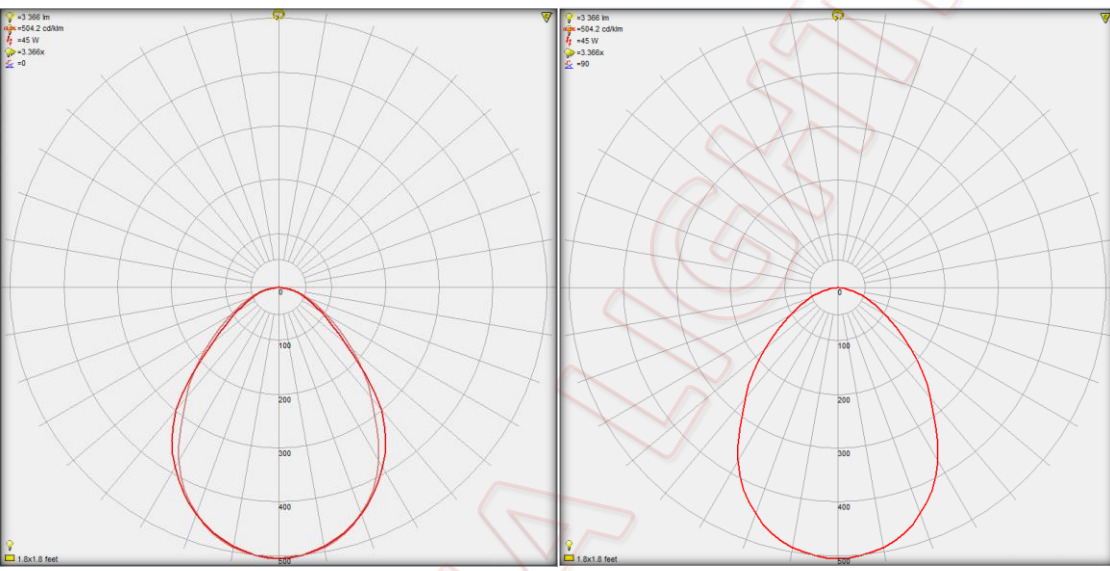 =3 366 lm
=504.2 cd/klm
=45 W
=3.366x
=0
0
100
200
300
400
500
1.8x1.8 feet
=3 366 lm
=504.2 cd/klm
=45 W
=3.366x
=90
0
100
200
300
400
500
1.8x1.8 feet
A LIGHT